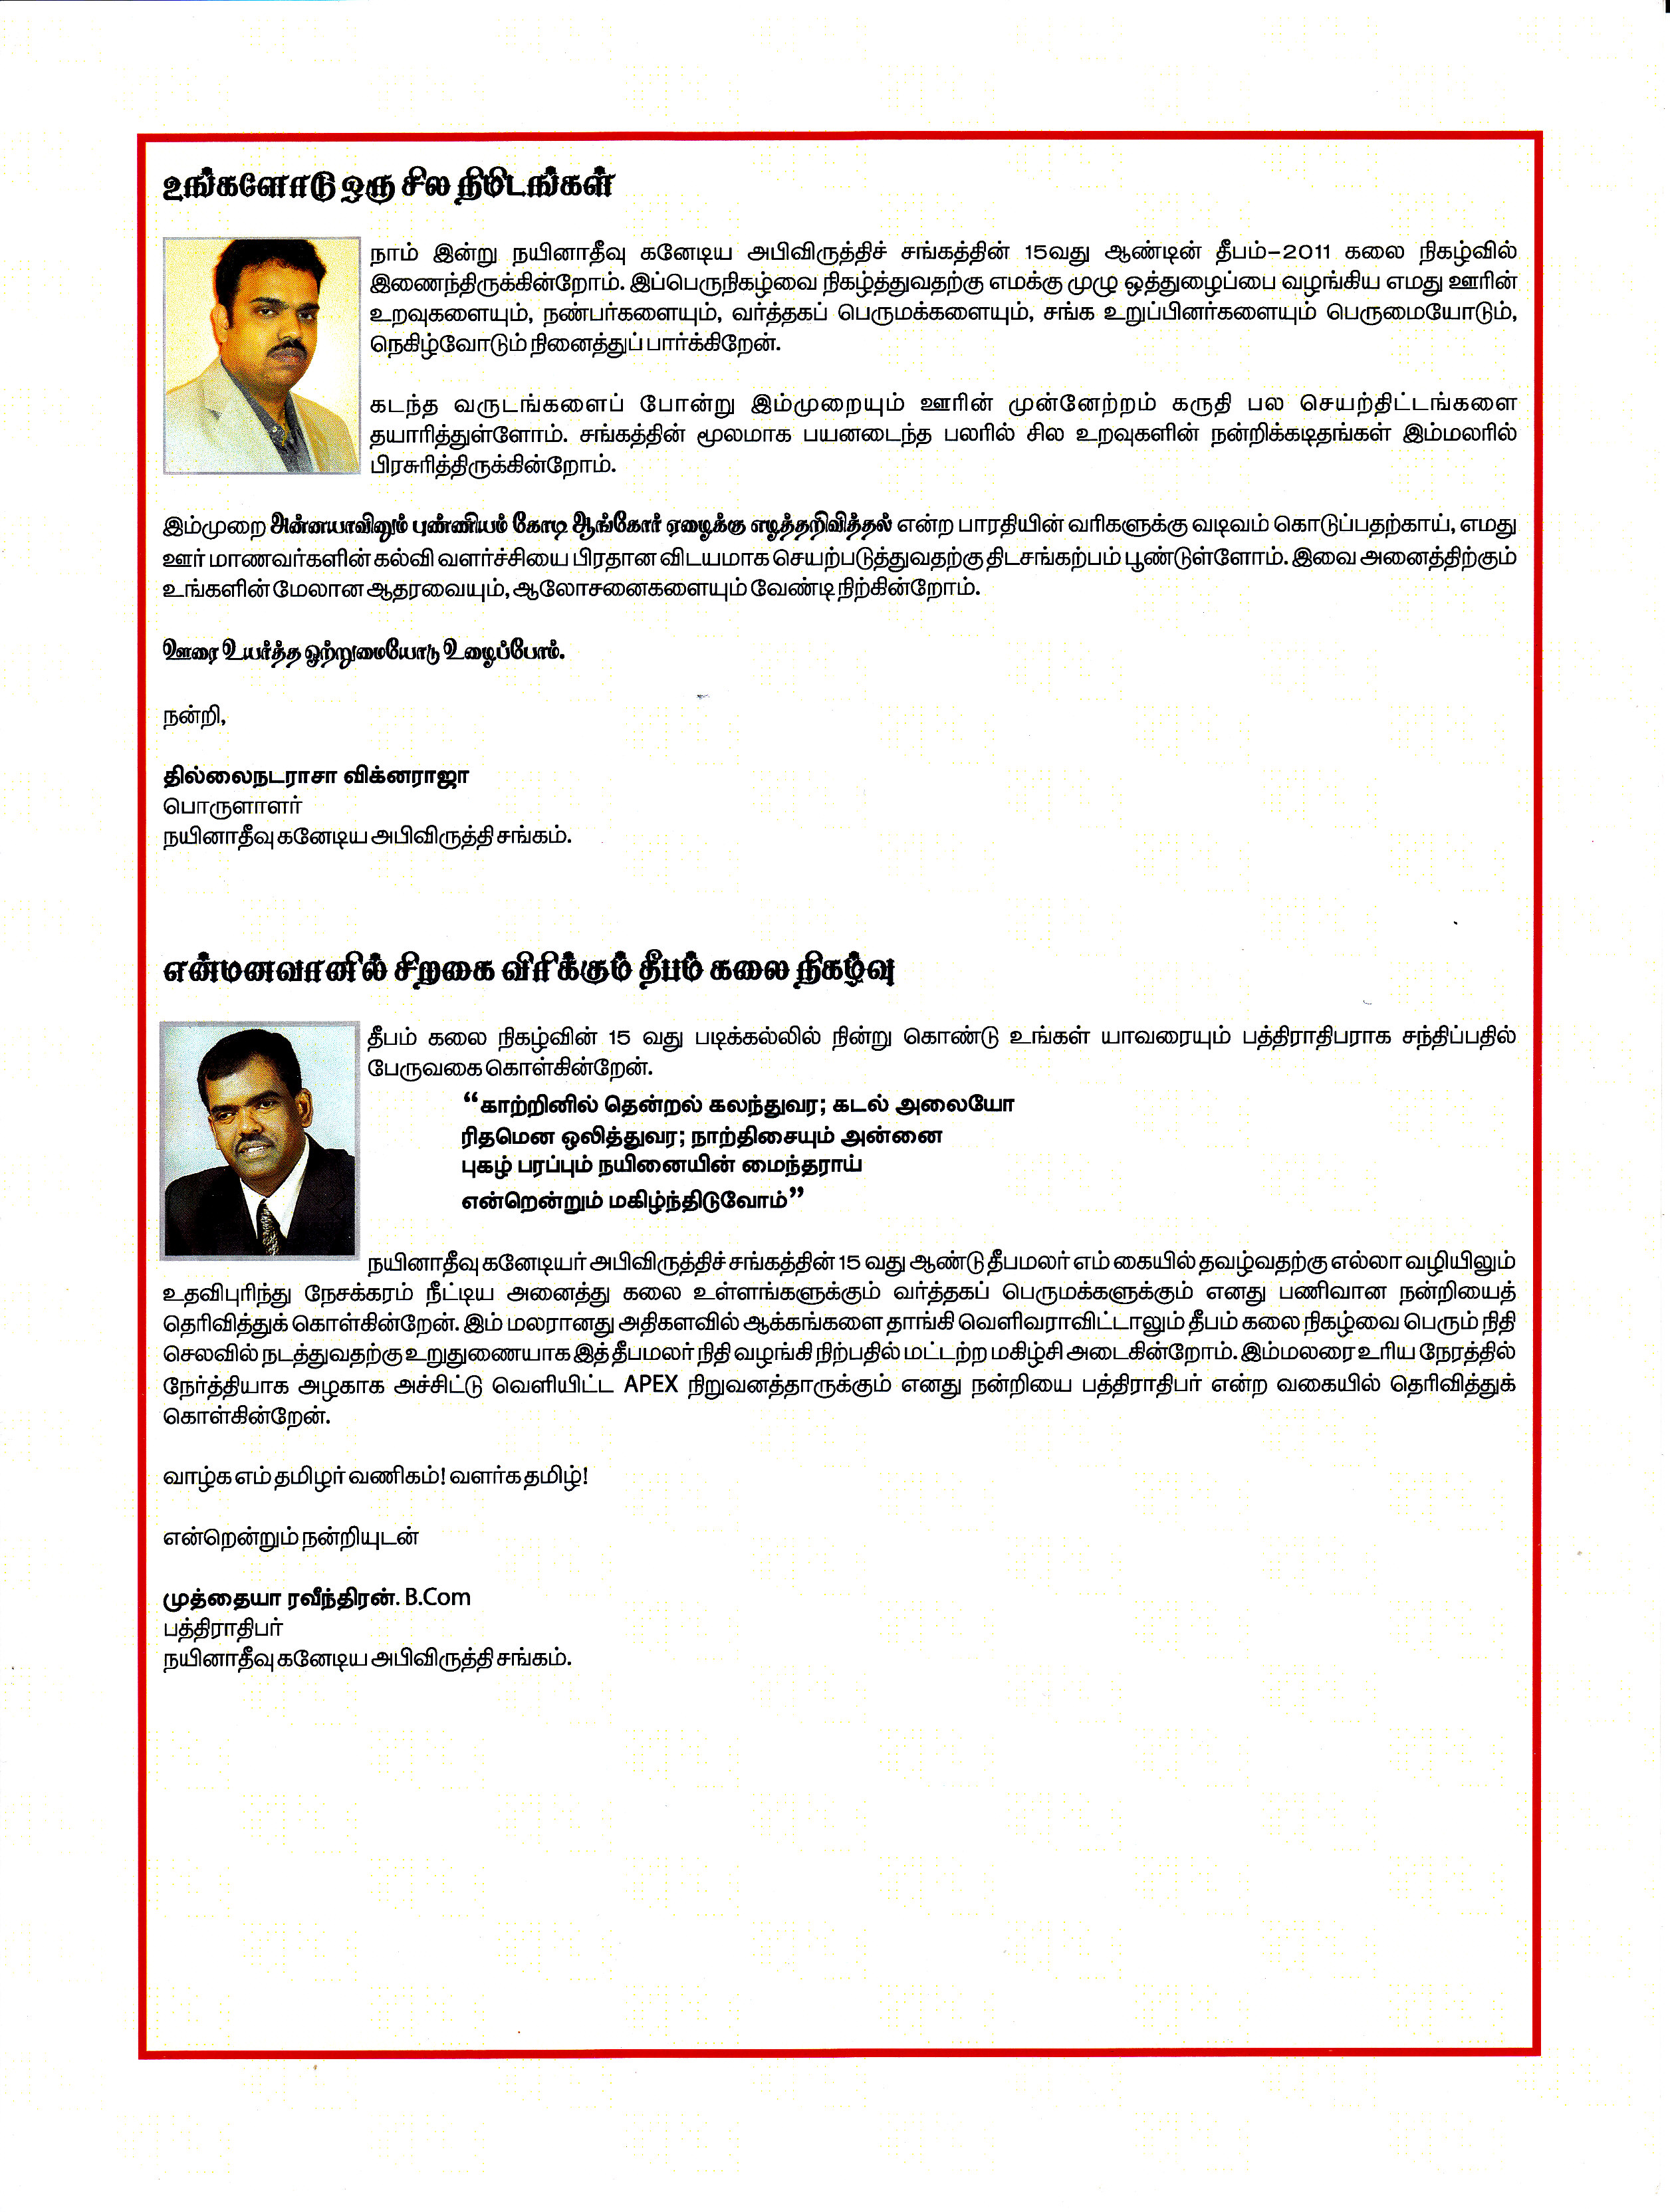 உங்களோடு ஒரு சில நிமிடங்கள்
நாம் இன்று நயினாதீவு கனேடிய அபிவிருத்திச் சங்கத்தின் 15வது ஆண்டின் தீபம்-2011 கலை நிகழ்வில்
இணைந்திருக்கின்றோம். இப்பெருநிகழ்வை நிகழ்த்துவதற்கு எமக்கு முழு ஒத்துழைப்பை வழங்கிய எமது ஊரின்
உறவுகளையும், நண்பர்களையும், வர்த்தகப் பெருமக்களையும், சங்க உறுப்பினர்களையும் பெருமையோடும்,
நெகிழ்வோடும் நினைத்துப் பார்க்கிறேன்.
கடந்த வருடங்களைப் போன்று இம்முறையும் ஊரின் முன்னேற்றம் கருதி பல செயற்திட்டங்களை
தயாரித்துள்ளோம். சங்கத்தின் மூலமாக பயனடைந்த பலரில் சில உறவுகளின் நன்றிக்கடிதங்கள் இம்மலரில்
பிரசுரித்திருக்கின்றோம்.
இம்முறை அன்னயாவினும் புண்ணியம் கோடி ஆங்கோர் ஏழைக்கு எழுத்தறிவித்தல் என்ற பாரதியின் வரிகளுக்கு வடிவம் கொடுப்பதற்காய், எமது
ஊர் மாணவர்களின் கல்வி வளர்ச்சியை பிரதான விடயமாக செயற்படுத்துவதற்கு திடசங்கற்பம் பூண்டுள்ளோம். இவை அனைத்திற்கும்
உங்களின் மேலான ஆதரவையும், ஆலோசனைகளையும் வேண்டி நிற்கின்றோம்.
ஊரை உயர்த்த ஒற்றுமையோடு உழைப்போம்.
நன்றி,
தில்லைநடராசா விக்னராஜா
பொருளாளர்
நயினாதீவு கனேடிய அபிவிருத்தி சங்கம்.
என்மனவானில் சிறகை விரிக்கும் தீபம் கலை நிகழ்வு
தீபம் கலை நிகழ்வின் 15 வது படிக்கல்லில் நின்று கொண்டு உங்கள் யாவரையும் பத்திராதிபராக சந்திப்பதில்
பேருவகை கொள்கின்றேன்.
“காற்றினில் தென்றல் கலந்துவர; கடல் அலையோ
ரிதமென ஒலித்துவர; நாற்திசையும் அன்னை
புகழ் பரப்பும் நயினையின் மைந்தராய்
என்றென்றும் மகிழ்ந்திடுவோம்”
நயினாதீவு கனேடியர் அபிவிருத்திச் சங்கத்தின் 15 வது ஆண்டு தீபமலர் எம் கையில் தவழ்வதற்கு எல்லா வழியிலும்
உதவிபுரிந்து நேசக்கரம் நீட்டிய அனைத்து கலை உள்ளங்களுக்கும் வர்த்தகப் பெருமக்களுக்கும் எனது பணிவான நன்றியைத்
தெரிவித்துக் கொள்கின்றேன். இம் மலரானது அதிகளவில் ஆக்கங்களை தாங்கி வெளிவராவிட்டாலும் தீபம் கலை நிகழ்வை பெரும் நிதி
செலவில் நடத்துவதற்கு உறுதுணையாக இத் தீபமலர் நிதி வழங்கி நிற்பதில் மட்டற்ற மகிழ்சி அடைகின்றோம். இம்மலரை உரிய நேரத்தில்
நேர்த்தியாக அழகாக அச்சிட்டு வெளியிட்ட APEX நிறுவனத்தாருக்கும் எனது நன்றியை பத்திராதிபர் என்ற வகையில் தெரிவித்துக்
கொள்கின்றேன்.
வாழ்க எம் தமிழர் வணிகம்! வளர்க தமிழ்!
என்றென்றும் நன்றியுடன்
முத்தையா ரவீந்திரன். B.Com
பத்திராதிபர்
நயினாதீவு கனேடிய அபிவிருத்தி சங்கம்.